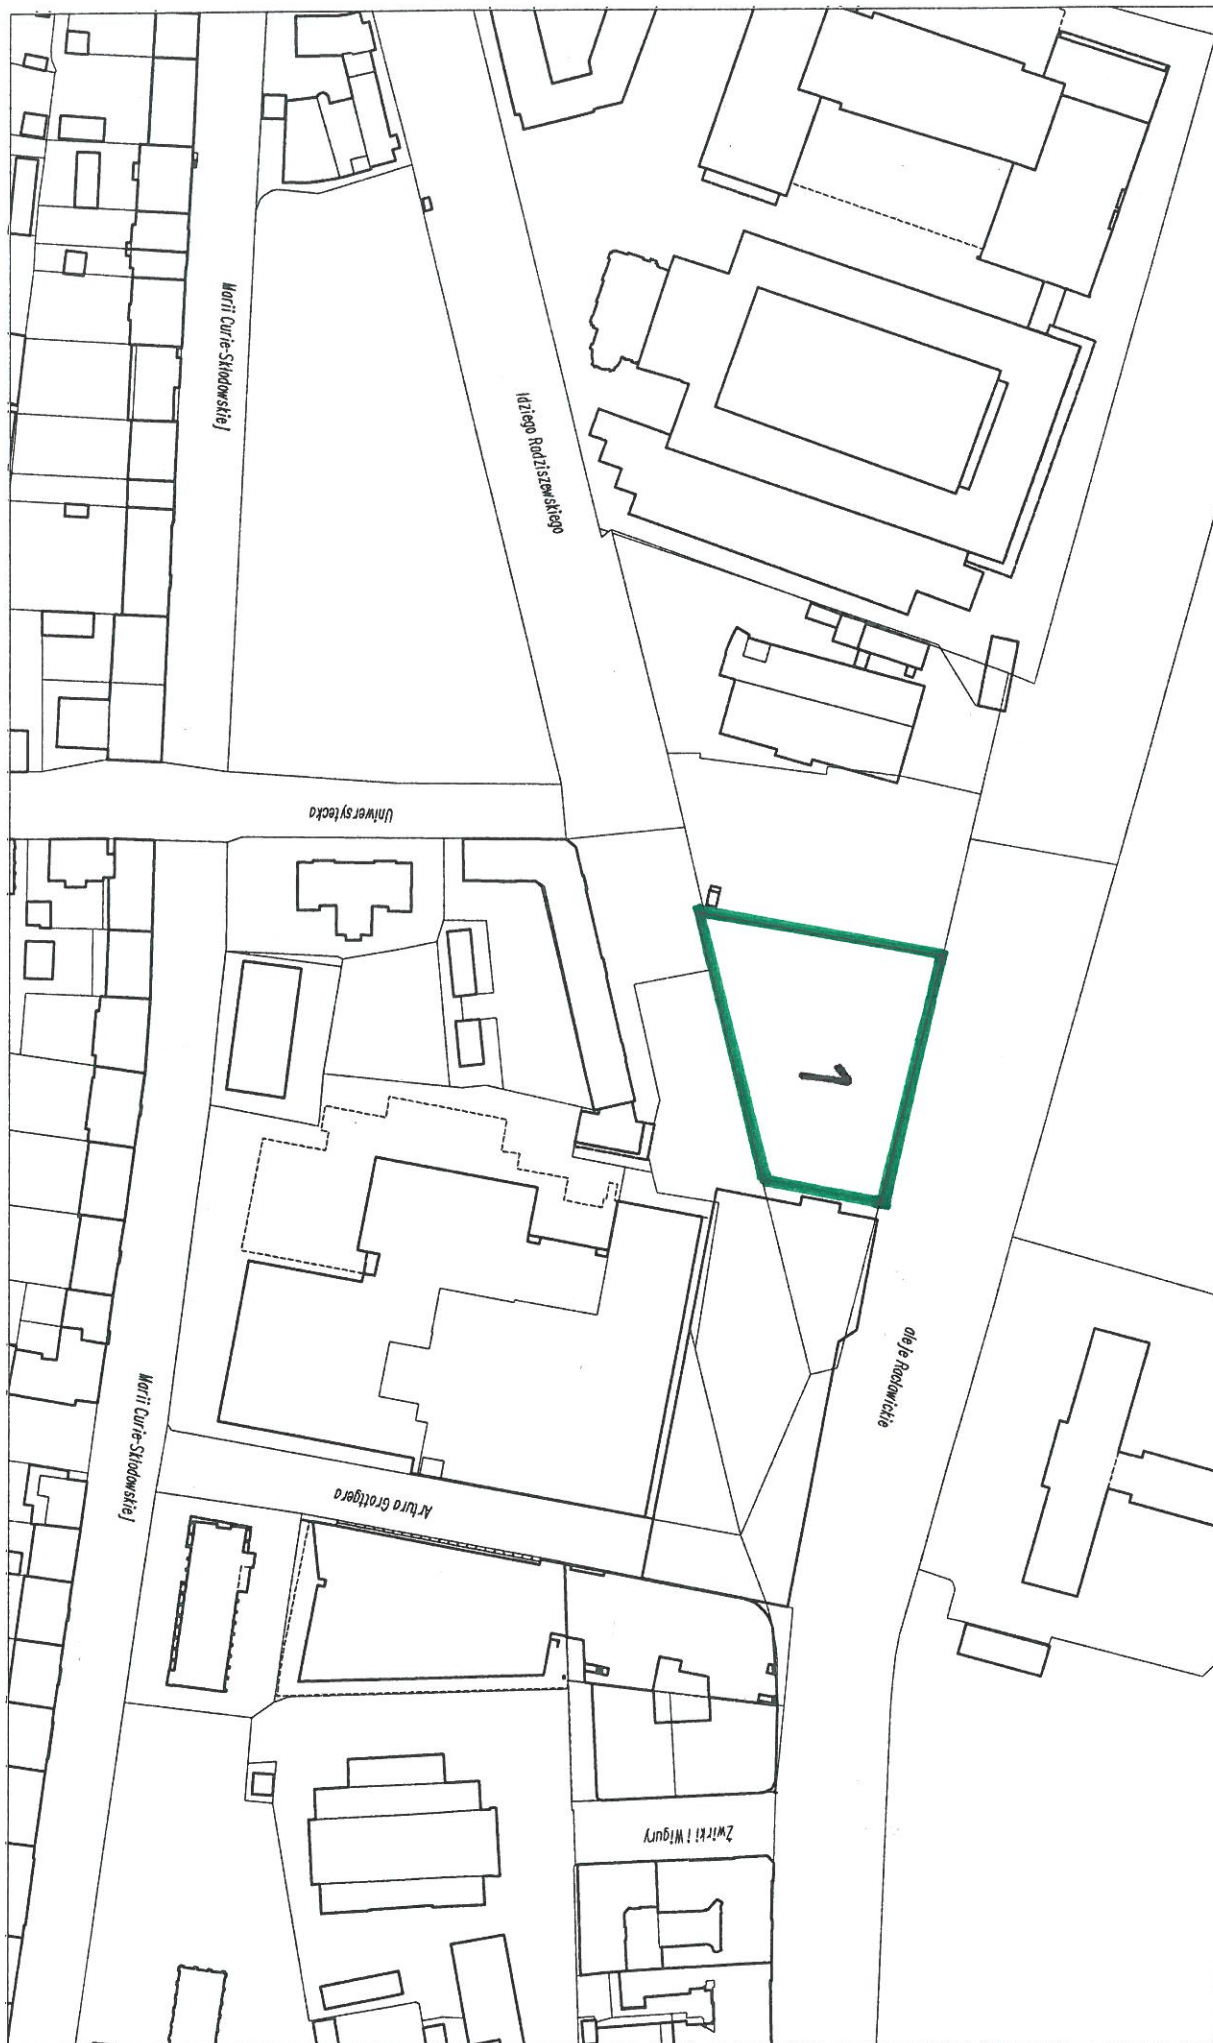 Marii Curie-Skłodowskiej
Idziego Radziszewskiego
Uniwersytecka
1
aleje Racławickie
Marii Curie-Skłodowskiej
Artura Grottgera
Żwirki i Wigury